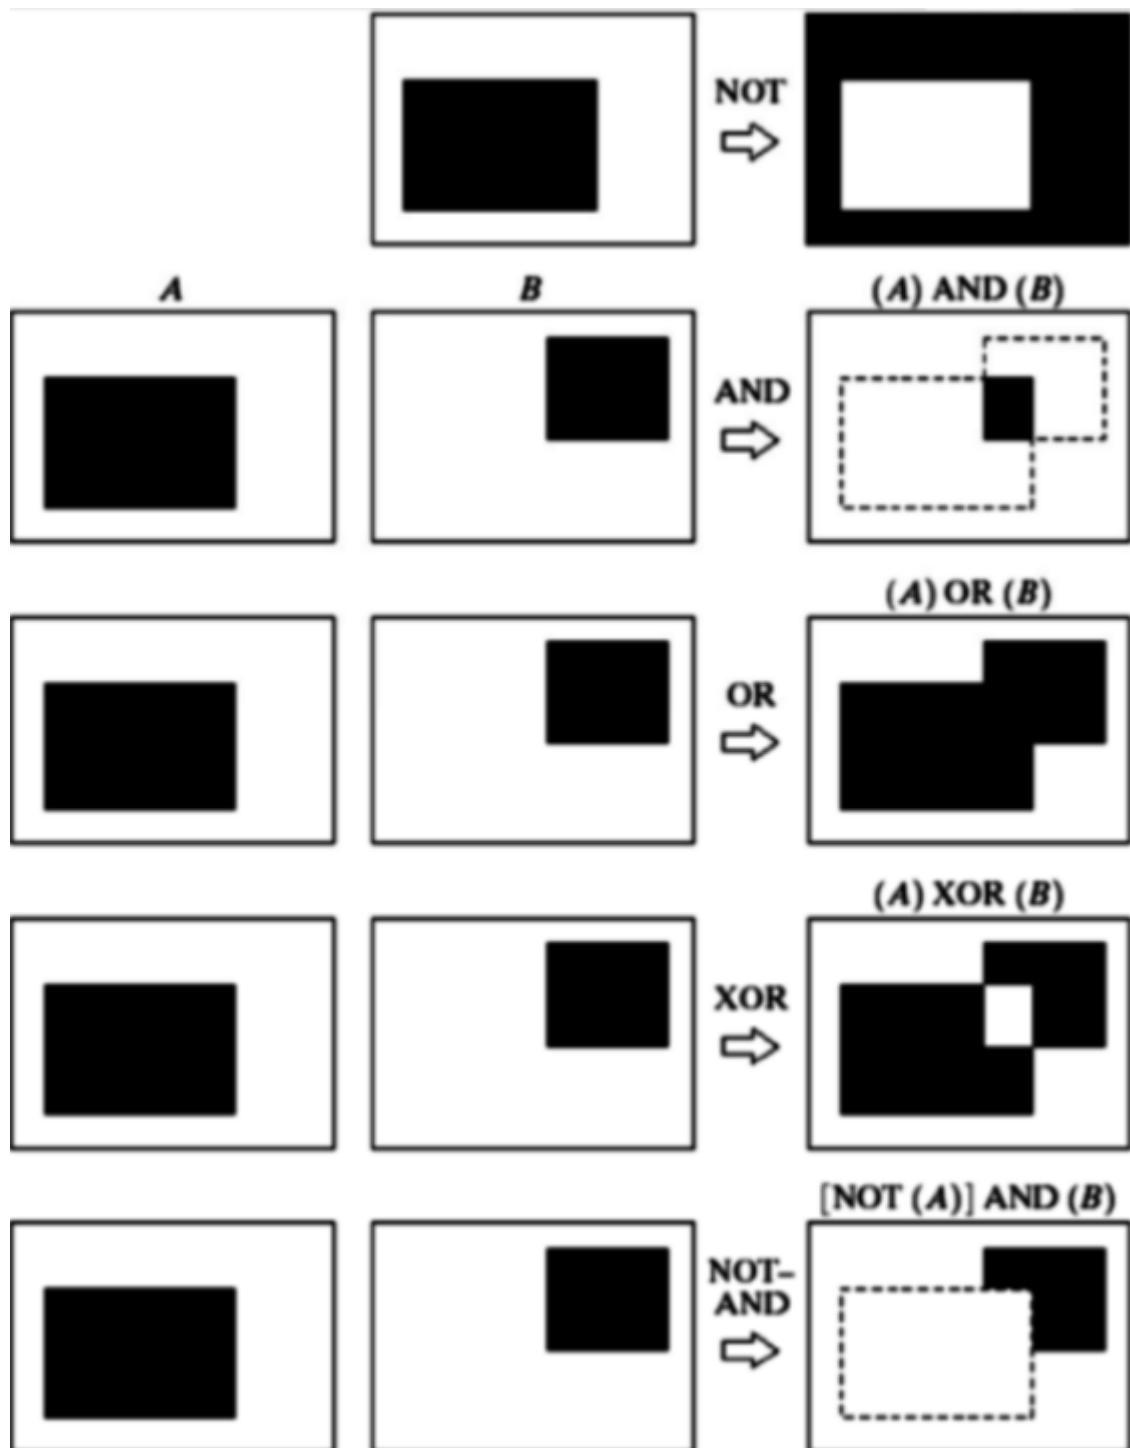 NOT
A
B
(A) AND (B)
AND
(A) OR (B)
OR
(A) XOR (B)
XOR
[NOT (A)] AND (B)
NOT–
AND